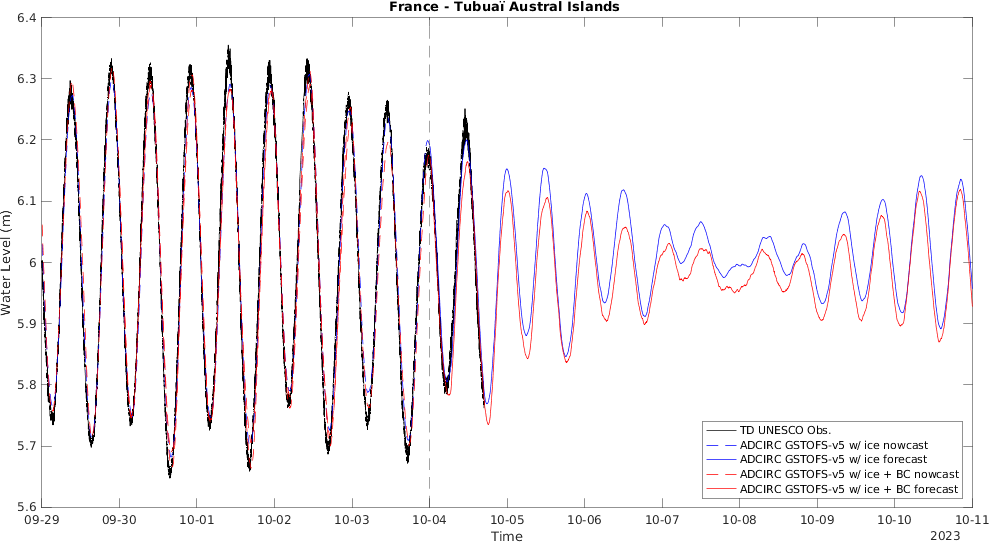 France - Tubuaï Austral Islands
6.4
6.3
6.2
6.1
6
5.9
5.8
5.7
5.6
Water Level (m)
TD UNESCO Obs.
ADCIRC GSTOFS-v5 w/ ice nowcast
ADCIRC GSTOFS-v5 w/ ice forecast
ADCIRC GSTOFS-v5 w/ ice + BC nowcast
ADCIRC GSTOFS-v5 w/ ice + BC forecast
09-29 09-30 10-01 10-02 10-03 10-04 10-05 10-06 10-07 10-08 10-09 10-10 10-11
Time
2023